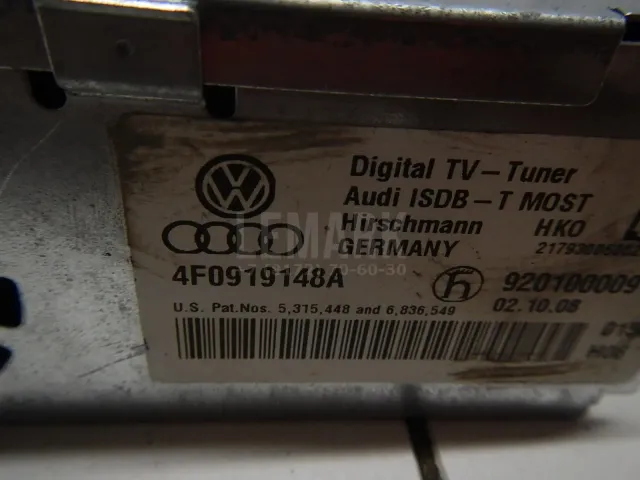 Digital TV-Tuner
Audi ISDB-T MOST
Hirschmann HKO
GERMANY
4F0919148A
920100009
U.S. Pat.Nos. 5,315,448 and 6,836,549
02.10.08
LEMARK